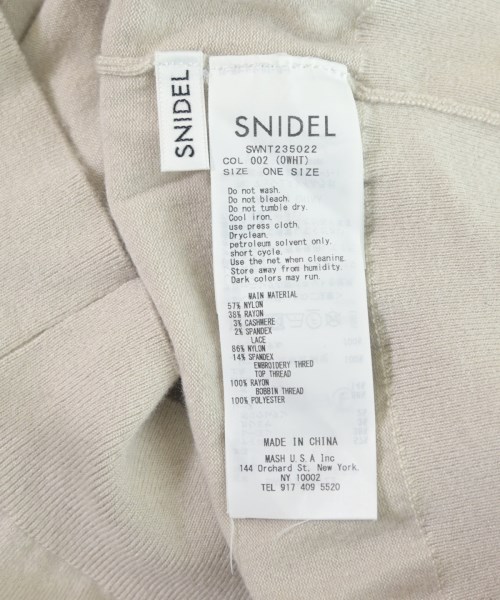 SNIDEL
SNIDEL
SWNT235022
COL 002 (OWHT)
SIZE ONE SIZE
Do not wash.
Do not bleach.
Do not tumble dry.
Cool iron.
use press cloth.
Dryclean.
petroleum solvent only.
short cycle.
Use the net when cleaning.
Store away from humidity.
Dark colors may run.
MAIN MATERIAL
57% NYLON
38% RAYON
3% CASHMERE
2% SPANDEX
LACE
86% NYLON
14% SPANDEX
EMBROIDERY THRED
TOP THREAD
100% RAYON
BOBBIN THREAD
100% POLYESTER
MADE IN CHINA
MASH U.S.A Inc
144 Orchard St, New York,
NY 10002
TEL 917 409 5520